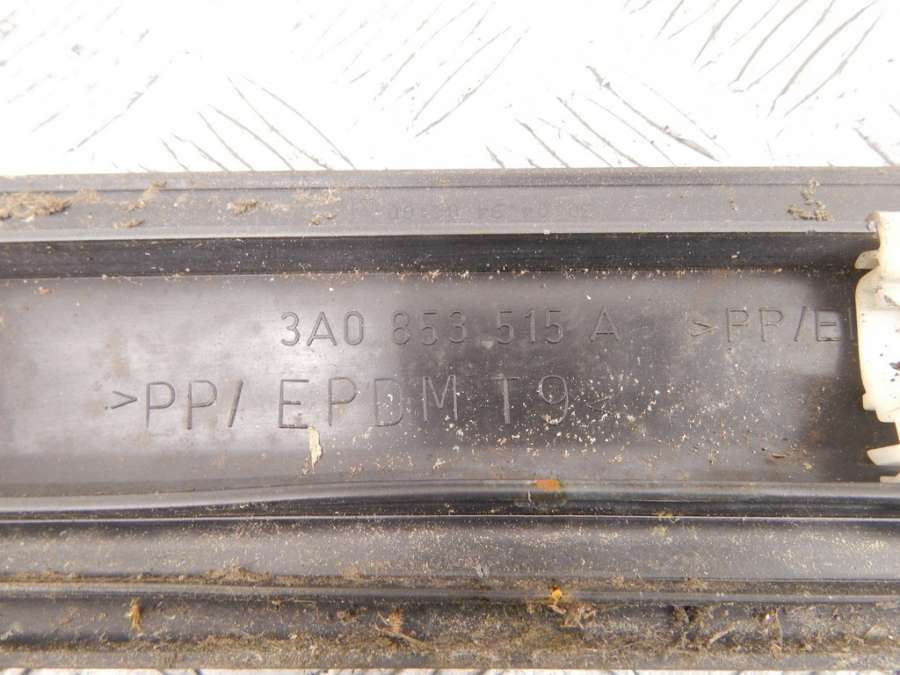 3A0 853 515 A
>PP/E
>PP/ EPDM T9<